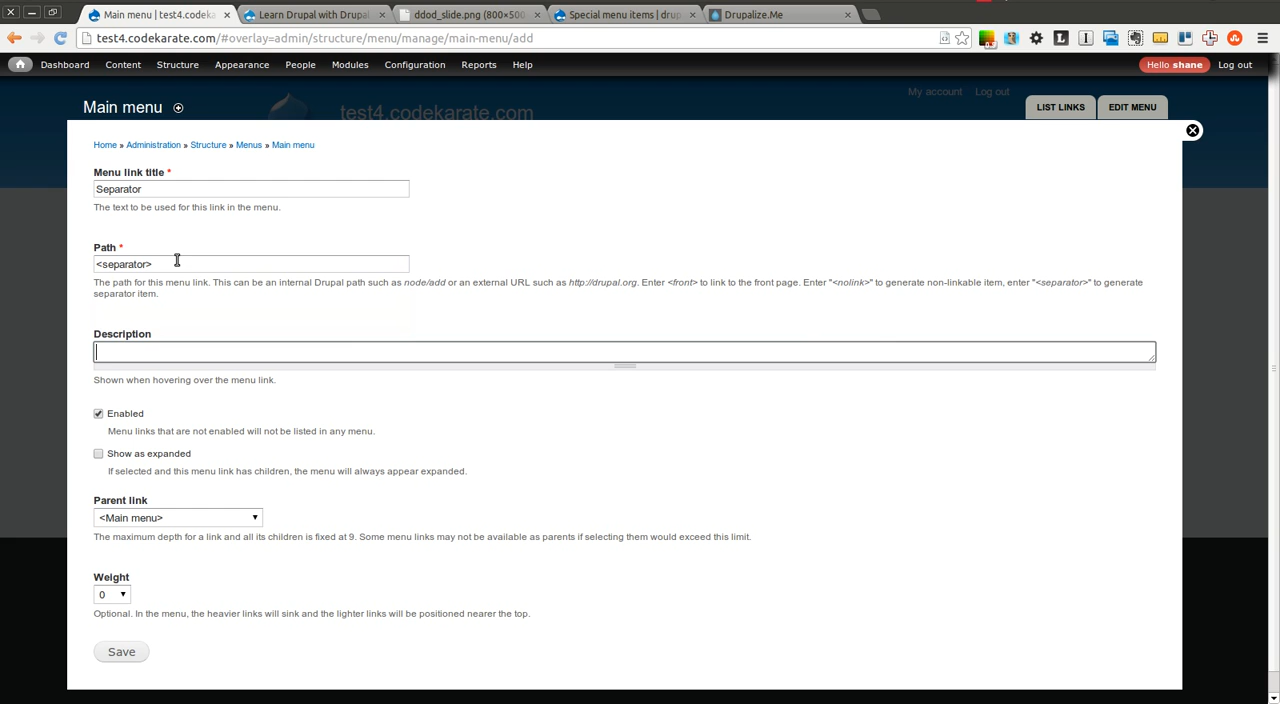 Main menu | test4.codeka
Learn Drupal with Drupal
ddod_slide.png (800×500
Special menu items | drup
Drupalize.Me
test4.codekarate.com/#overlay=admin/structure/menu/manage/main-menu/add
Dashboard Content Structure Appearance People Modules Configuration Reports Help Hello shane Log out
My account Log out
Main menu
test4.codekarate.com
LIST LINKS EDIT MENU
Home » Administration » Structure » Menus » Main menu
Menu link title *
Separator
The text to be used for this link in the menu.
Path *
<separator>
The path for this menu link. This can be an internal Drupal path such as node/add or an external URL such as http://drupal.org. Enter <front> to link to the front page. Enter "<nolink>" to generate non-linkable item, enter "<separator>" to generate
separator item.
Description
Shown when hovering over the menu link.
Enabled
Menu links that are not enabled will not be listed in any menu.
Show as expanded
If selected and this menu link has children, the menu will always appear expanded.
Parent link
<Main menu>
The maximum depth for a link and all its children is fixed at 9. Some menu links may not be available as parents if selecting them would exceed this limit.
Weight
0
Optional. In the menu, the heavier links will sink and the lighter links will be positioned nearer the top.
Save